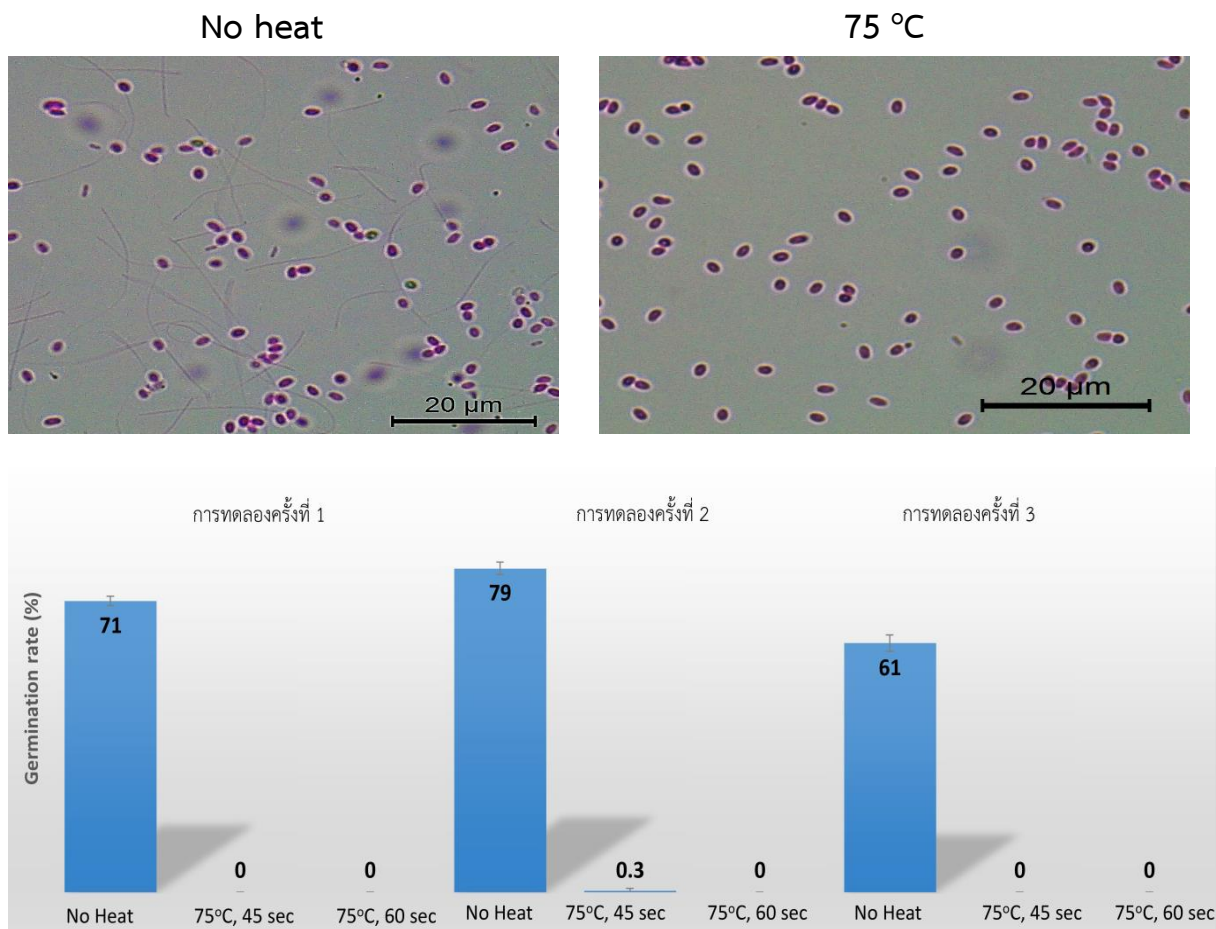 No heat
75 °C
20 µm
20 µm
การทดลองครั้งที่ 1
การทดลองครั้งที่ 2
การทดลองครั้งที่ 3
Germination rate (%)
71
0
0
79
0.3
0
61
0
0
No Heat
75°C, 45 sec
75°C, 60 sec
No Heat
75°C, 45 sec
75°C, 60 sec
No Heat
75°C, 45 sec
75°C, 60 sec